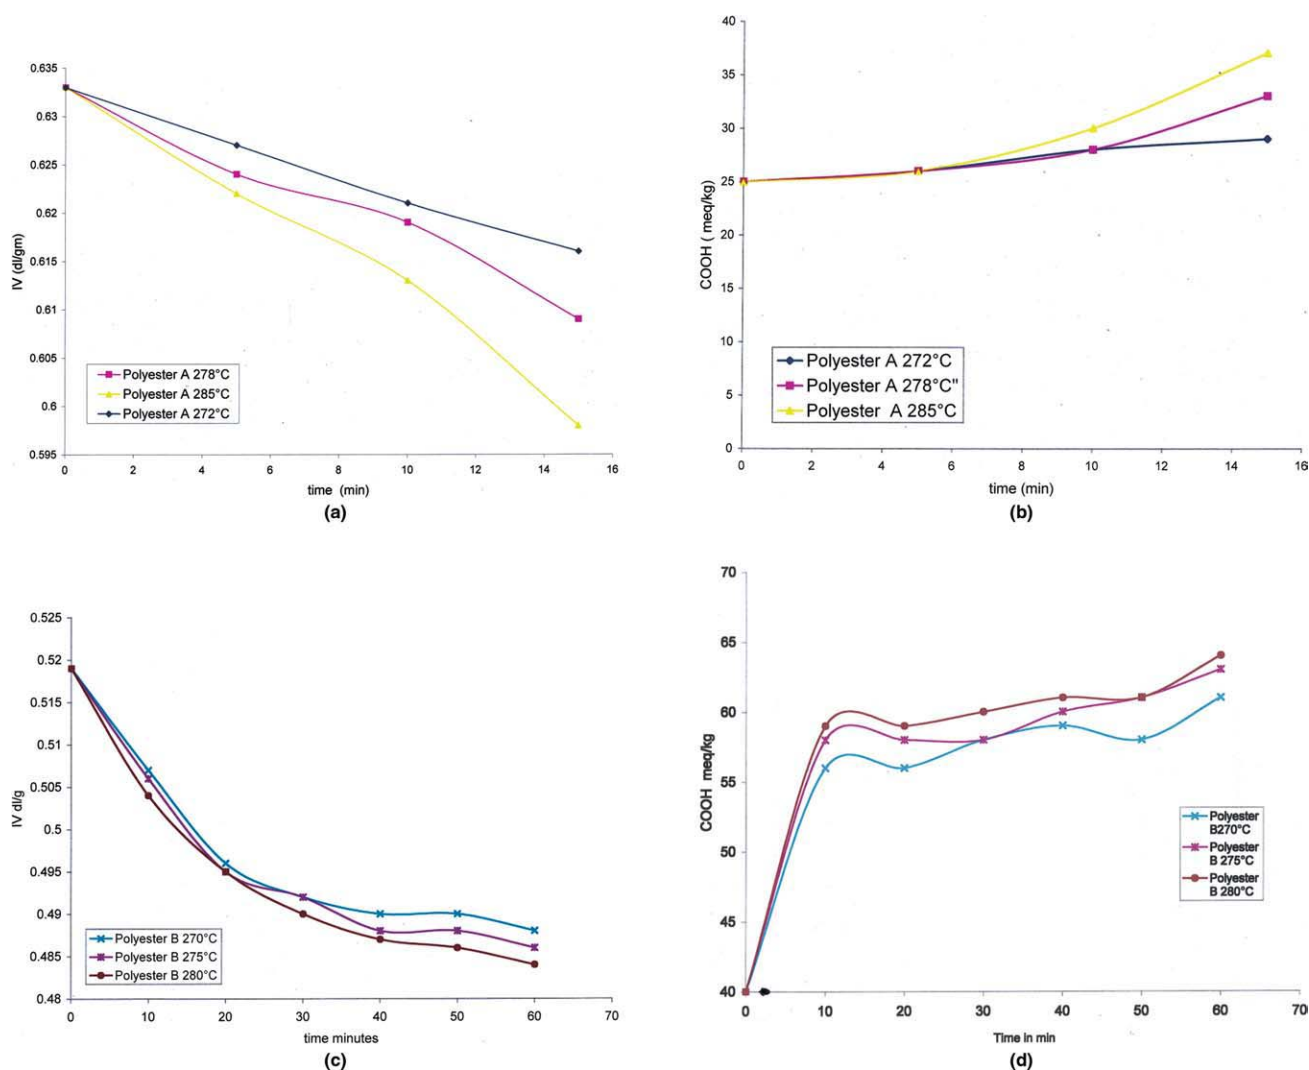 0.635
0.63
0.625
0.62
0.615
0.61
0.605
0.6
0.595
IV (dl/gm)
Polyester A 278°C
Polyester A 285°C
Polyester A 272°C
0 2 4 6 8 10 12 14 16
time (min)
(a)
40
35
30
25
20
15
10
5
0
COOH ( meq/kg)
Polyester A 272°C
Polyester A 278°C"
Polyester A 285°C
0 2 4 6 8 10 12 14 16
time (min)
(b)
0.525
0.52
0.515
0.51
0.505
0.5
0.495
0.49
0.485
0.48
IV dl/g
Polyester B 270°C
Polyester B 275°C
Polyester B 280°C
0 10 20 30 40 50 60 70
time minutes
(c)
70
65
60
55
50
45
40
COOH meq/kg
Polyester
B270°C
Polyester
B 275°C
Polyester
B 280°C
0 10 20 30 40 50 60 70
Time in min
(d)